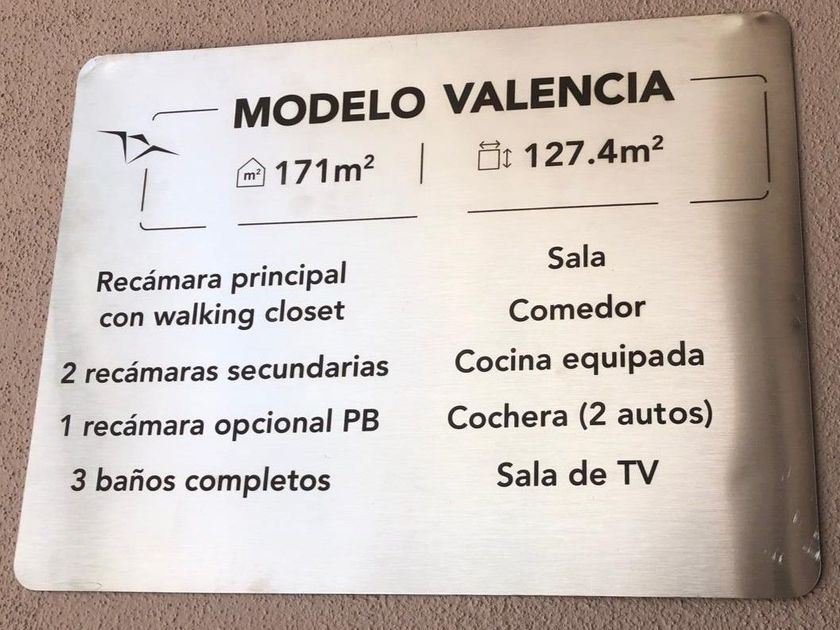 MODELO VALENCIA
m² 171m²
127.4m²
Recámara principal
con walking closet
2 recámaras secundarias
1 recámara opcional PB
3 baños completos
Sala
Comedor
Cocina equipada
Cochera (2 autos)
Sala de TV